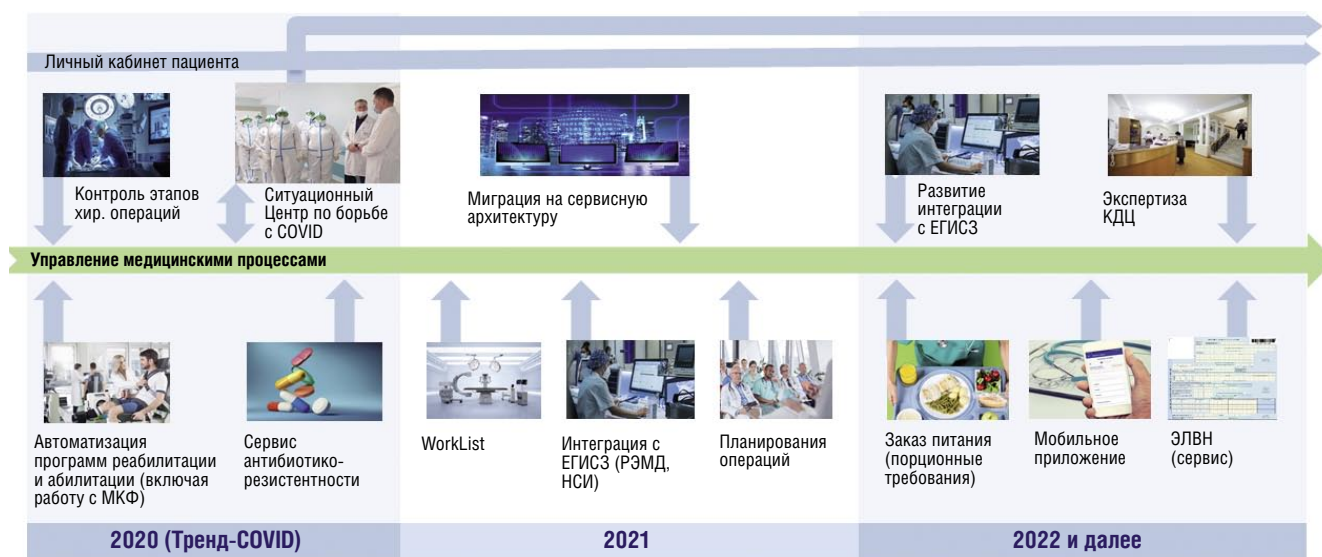 Личный кабинет пациента
Контроль этапов
хир. операций
Ситуационный
Центр по борьбе
с COVID
Миграция на сервисную
архитектуру
Развитие
интеграции
с ЕГИСЗ
Экспертиза
КДЦ
Управление медицинскими процессами
Автоматизация
программ реабилитации
и абилитации (включая
работу с МКФ)
Сервис
антибиотико-
резистентности
WorkList
Интеграция с
ЕГИСЗ (РЭМД,
НСИ)
Планирования
операций
Заказ питания
(порционные
требования)
Мобильное
приложение
ЭЛВН
(сервис)
2020 (Тренд-COVID)
2021
2022 и далее